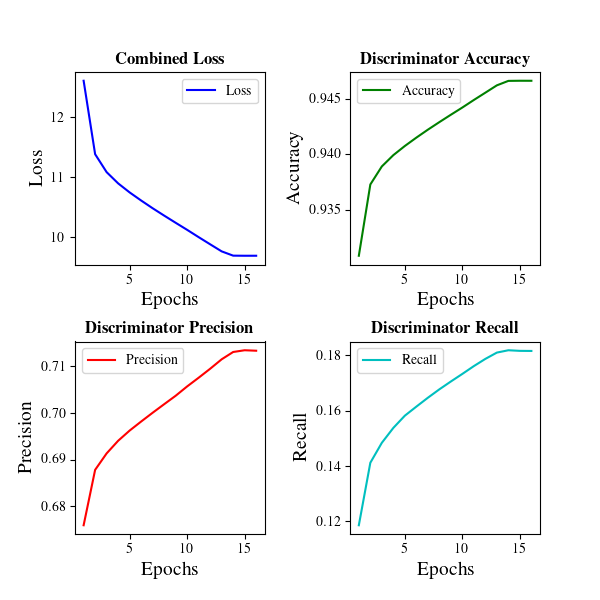 Combined Loss
Loss
12
11
10
Loss
5
10
15
Epochs
Discriminator Accuracy
Accuracy
0.945
0.940
0.935
Accuracy
5
10
15
Epochs
Discriminator Precision
Precision
0.71
0.70
0.69
0.68
Precision
5
10
15
Epochs
Discriminator Recall
Recall
0.18
0.16
0.14
0.12
Recall
5
10
15
Epochs